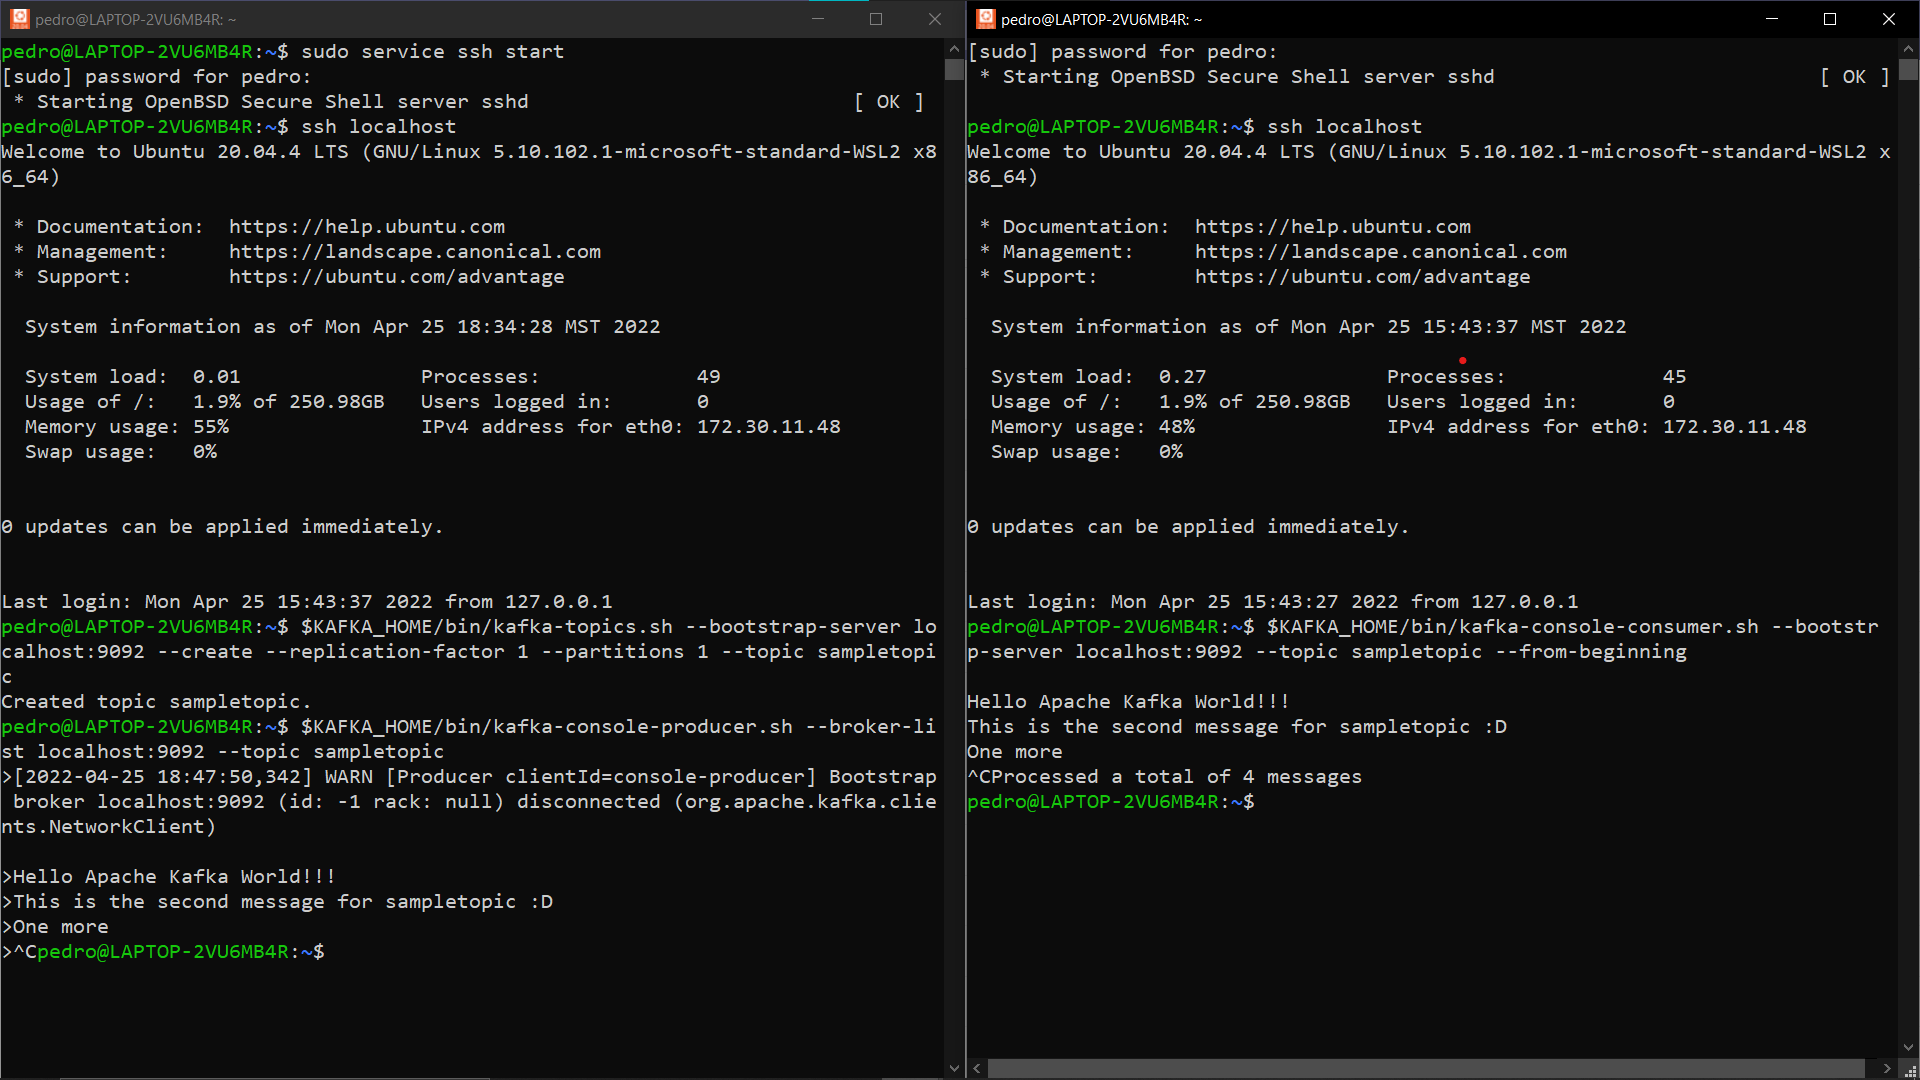 pedro@LAPTOP-2VU6MB4R: ~
pedro@LAPTOP-2VU6MB4R:~$ sudo service ssh start
[sudo] password for pedro:
 * Starting OpenBSD Secure Shell server sshd                           [ OK ]
pedro@LAPTOP-2VU6MB4R:~$ ssh localhost
Welcome to Ubuntu 20.04.4 LTS (GNU/Linux 5.10.102.1-microsoft-standard-WSL2 x8
6_64)
 * Documentation:  https://help.ubuntu.com
 * Management:     https://landscape.canonical.com
 * Support:        https://ubuntu.com/advantage
  System information as of Mon Apr 25 18:34:28 MST 2022
  System load:  0.01               Processes:             49
  Usage of /:   1.9% of 250.98GB   Users logged in:       0
  Memory usage: 55%                IPv4 address for eth0: 172.30.11.48
  Swap usage:   0%
0 updates can be applied immediately.
Last login: Mon Apr 25 15:43:37 2022 from 127.0.0.1
pedro@LAPTOP-2VU6MB4R:~$ $KAFKA_HOME/bin/kafka-topics.sh --bootstrap-server lo
calhost:9092 --create --replication-factor 1 --partitions 1 --topic sampletopi
c
Created topic sampletopic.
pedro@LAPTOP-2VU6MB4R:~$ $KAFKA_HOME/bin/kafka-console-producer.sh --broker-li
st localhost:9092 --topic sampletopic
>[2022-04-25 18:47:50,342] WARN [Producer clientId=console-producer] Bootstrap
 broker localhost:9092 (id: -1 rack: null) disconnected (org.apache.kafka.clie
nts.NetworkClient)
>Hello Apache Kafka World!!!
>This is the second message for sampletopic :D
>One more
>^Cpedro@LAPTOP-2VU6MB4R:~$
pedro@LAPTOP-2VU6MB4R: ~
[sudo] password for pedro:
 * Starting OpenBSD Secure Shell server sshd                           [ OK ]
pedro@LAPTOP-2VU6MB4R:~$ ssh localhost
Welcome to Ubuntu 20.04.4 LTS (GNU/Linux 5.10.102.1-microsoft-standard-WSL2 x
86_64)
 * Documentation:  https://help.ubuntu.com
 * Management:     https://landscape.canonical.com
 * Support:        https://ubuntu.com/advantage
  System information as of Mon Apr 25 15:43:37 MST 2022
  System load:  0.27               Processes:             45
  Usage of /:   1.9% of 250.98GB   Users logged in:       0
  Memory usage: 48%                IPv4 address for eth0: 172.30.11.48
  Swap usage:   0%
0 updates can be applied immediately.
Last login: Mon Apr 25 15:43:27 2022 from 127.0.0.1
pedro@LAPTOP-2VU6MB4R:~$ $KAFKA_HOME/bin/kafka-console-consumer.sh --bootstr
p-server localhost:9092 --topic sampletopic --from-beginning
Hello Apache Kafka World!!!
This is the second message for sampletopic :D
One more
^CProcessed a total of 4 messages
pedro@LAPTOP-2VU6MB4R:~$